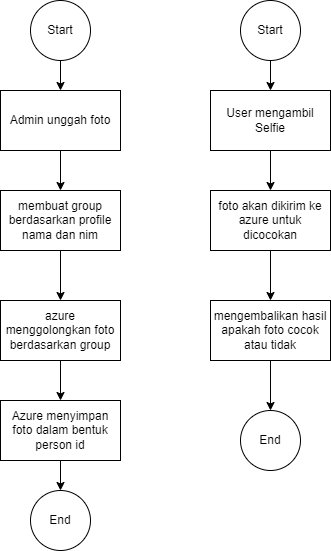 Start
Admin unggah foto
membuat group
berdasarkan profile
nama dan nim
azure
menggolongkan foto
berdasarkan group
Azure menyimpan
foto dalam bentuk
person id
End
Start
User mengambil
Selfie
foto akan dikirim ke
azure untuk
dicocokan
mengembalikan hasil
apakah foto cocok
atau tidak
End